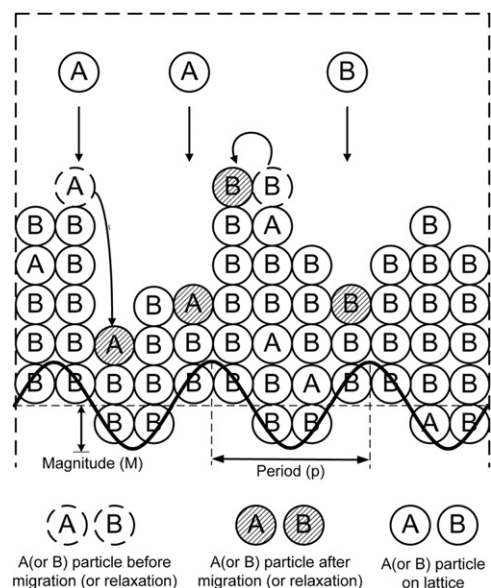 A A B
A B B
B B B A B
A B B B B B B B
B B B A B B B B B B B
B B A B B B A B B B B B
B B B B B B B A B B B B
B B B B A B
Magnitude (M)
Period (p)
A B A B A B
A(or B) particle before
migration (or relaxation)
A(or B) particle after
migration (or relaxation)
A(or B) particle
on lattice